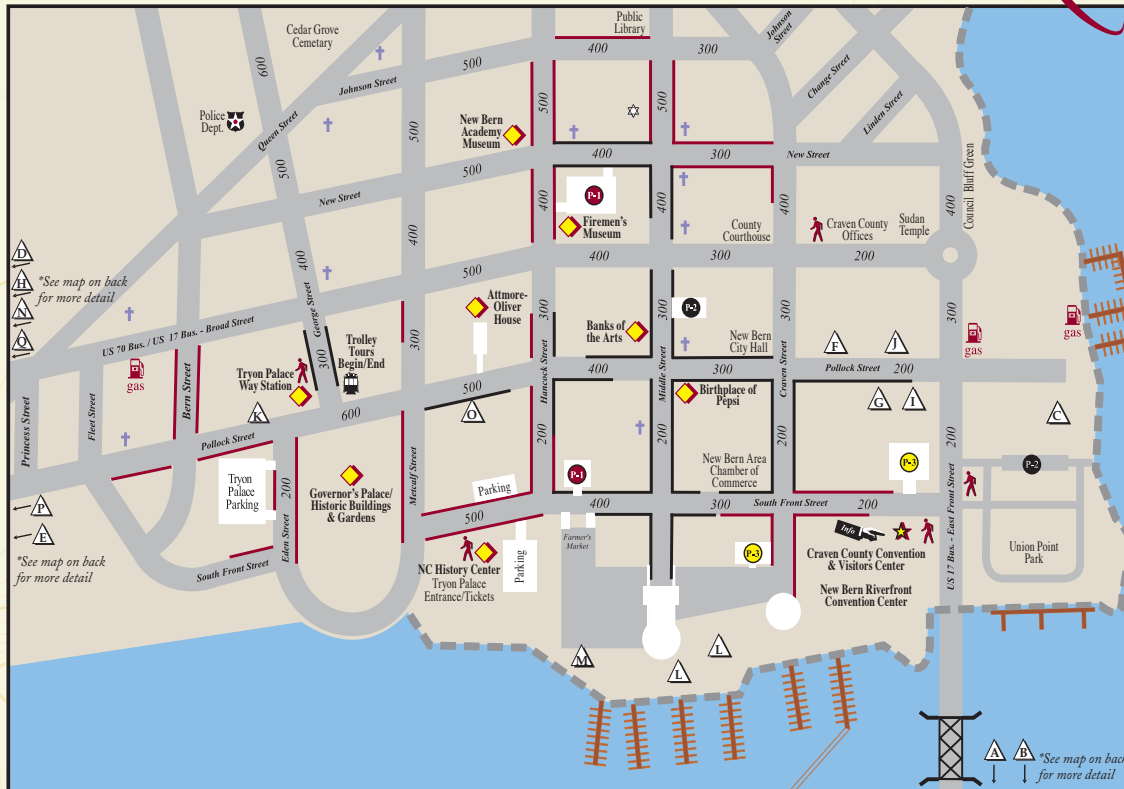 Public
Library
Johnson
Street
Cedar Grove
Cemetary
400
300
500
600
Johnson Street
Change Street
Linden Street
Police
Dept.
Queen Street
500
500
500
500
New Bern
Academy
Museum
400
300
New Street
500
New Street
Council Bluff Green
P-1
400
400
400
400
400
Firemen's
Museum
County
Courthouse
Craven County
Offices
Sudan
Temple
D
H
N
Q
*See map on back
for more detail
400
500
400
200
US 70 Bus. / US 17 Bus. - Broad Street
George Street
300
Attmore-
Oliver
House
300
300
P-2
300
300
Banks of
the Arts
New Bern
City Hall
F
J
gas
gas
gas
Trolley
Tours
Begin/End
Tryon Palace
Way Station
300
Hancock Street
Middle Street
Craven Street
Pollock Street
200
400
300
500
600
K
O
Birthplace of
Pepsi
G
I
C
Princess Street
Fleet Street
Bern Street
Pollock Street
200
200
200
200
Metcalf Street
New Bern Area
Chamber of
Commerce
P-3
P-2
P-1
Tryon
Palace
Parking
200
Governor's Palace/
Historic Buildings
& Gardens
Parking
400
300
South Front Street
200
US 17 Bus. - East Front Street
P
E
*See map on back
for more detail
Eden Street
South Front Street
500
Farmer's
Market
P-3
Info
Craven County Convention
& Visitors Center
New Bern Riverfront
Convention Center
Union Point
Park
NC History Center
Tryon Palace
Entrance/Tickets
Parking
M
L
L
A
B
*See map on back
for more detail